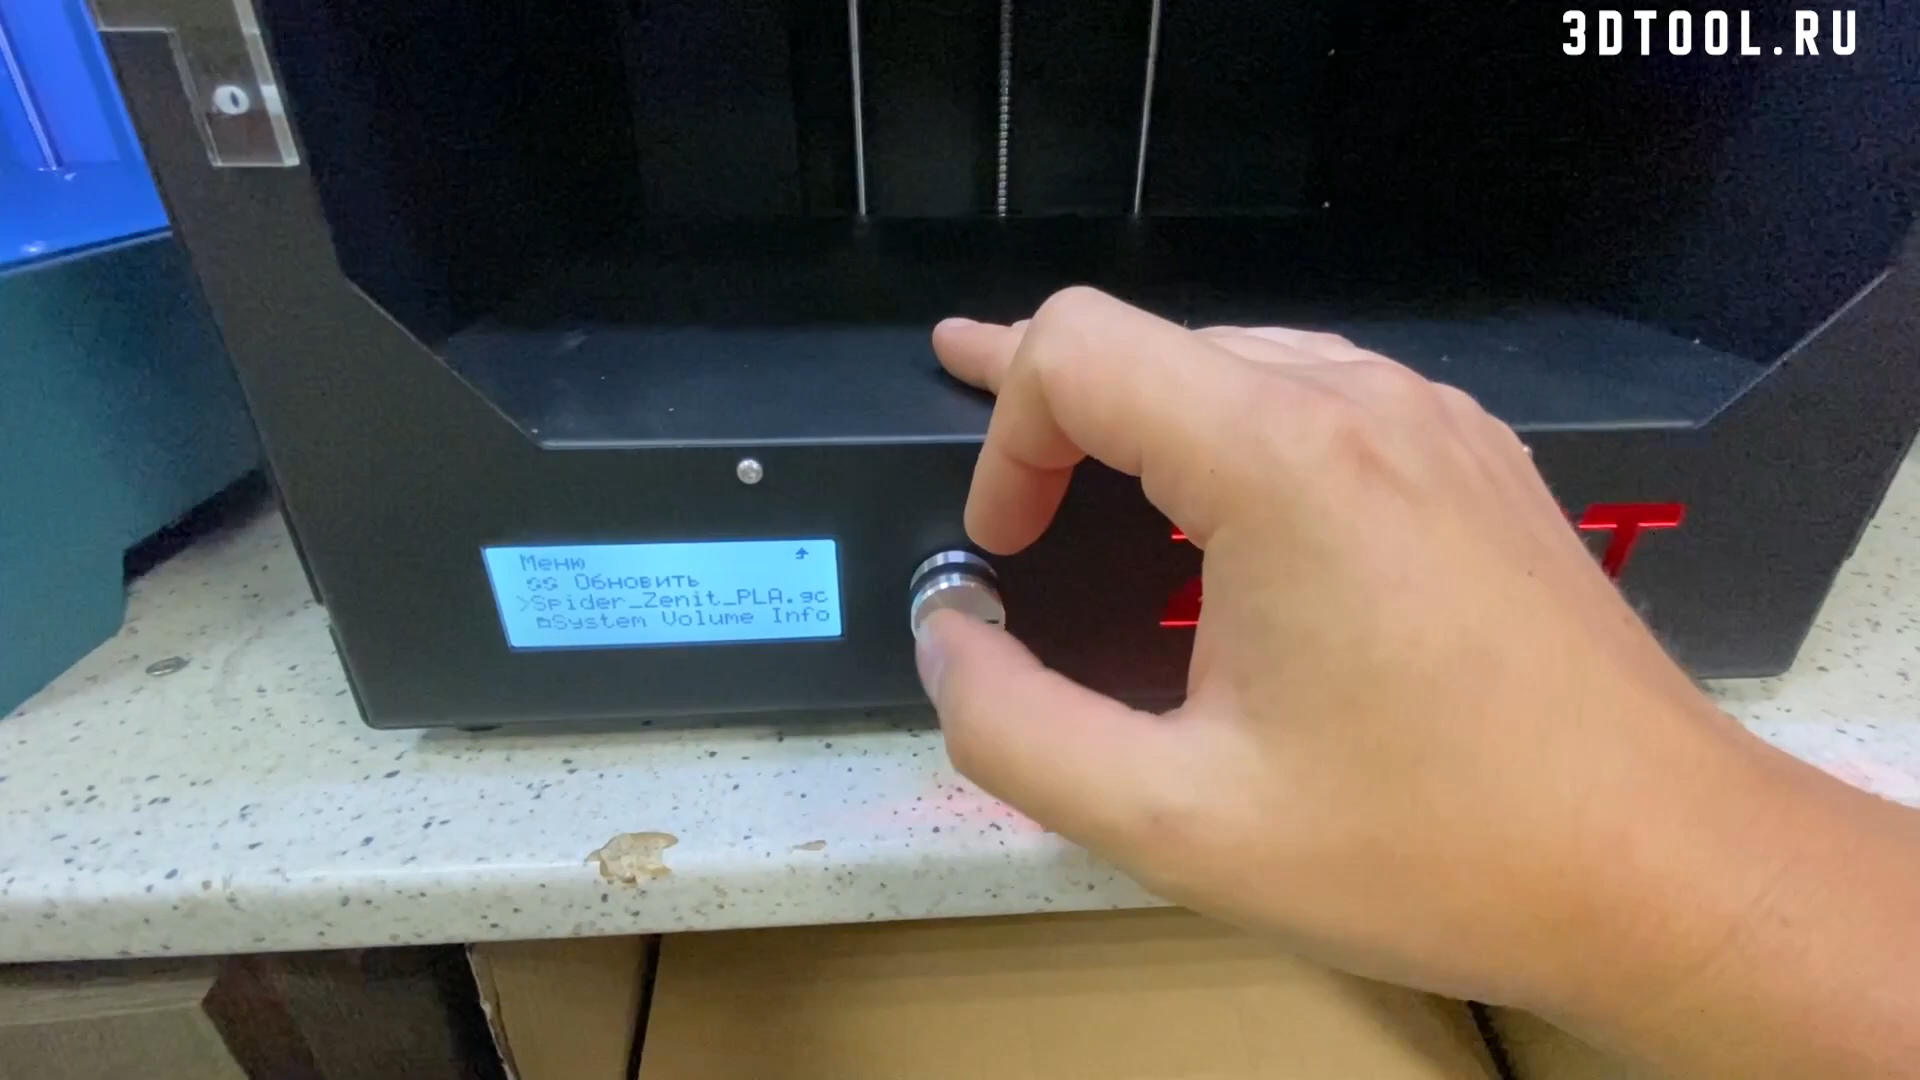 3DTOOL.RU
Меню
Обновить
>Spider_Zenit_PLA.gc
System Volume Info
T